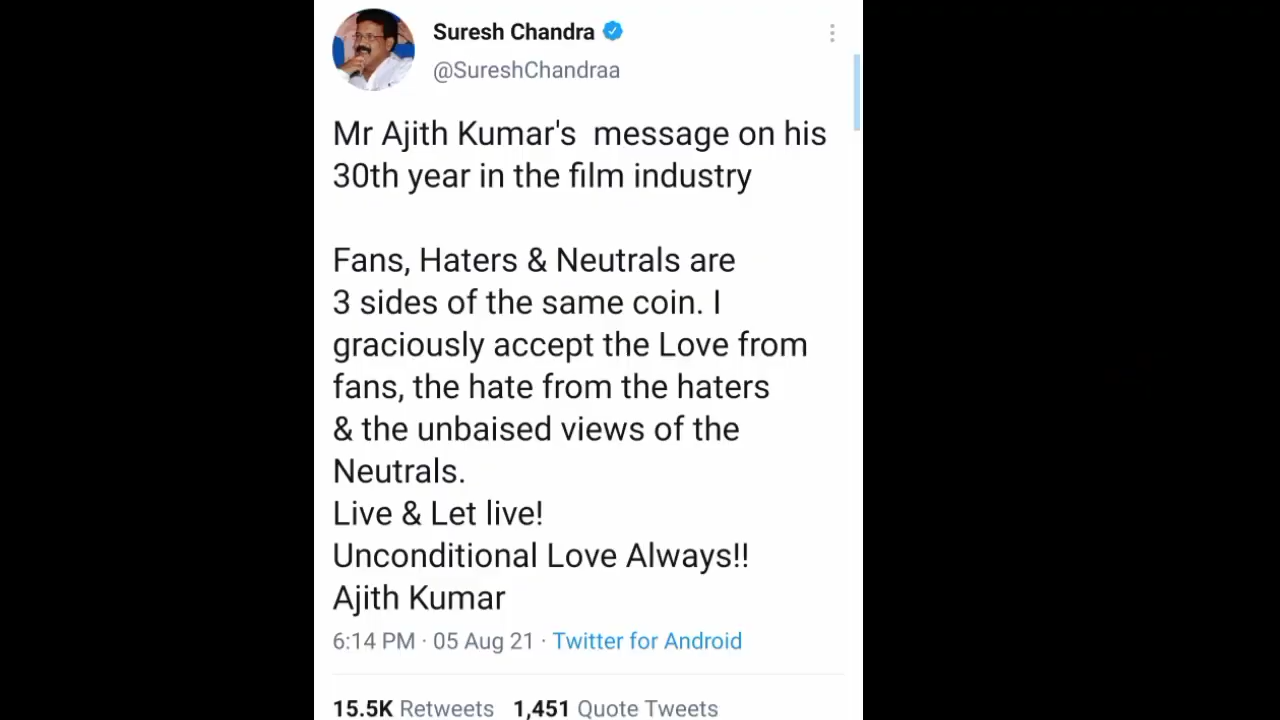 Suresh Chandra
@SureshChandraa
Mr Ajith Kumar's  message on his
30th year in the film industry
Fans, Haters & Neutrals are
3 sides of the same coin. I
graciously accept the Love from
fans, the hate from the haters
& the unbaised views of the
Neutrals.
Live & Let live!
Unconditional Love Always!!
Ajith Kumar
6:14 PM · 05 Aug 21 · Twitter for Android
15.5K Retweets 1,451 Quote Tweets